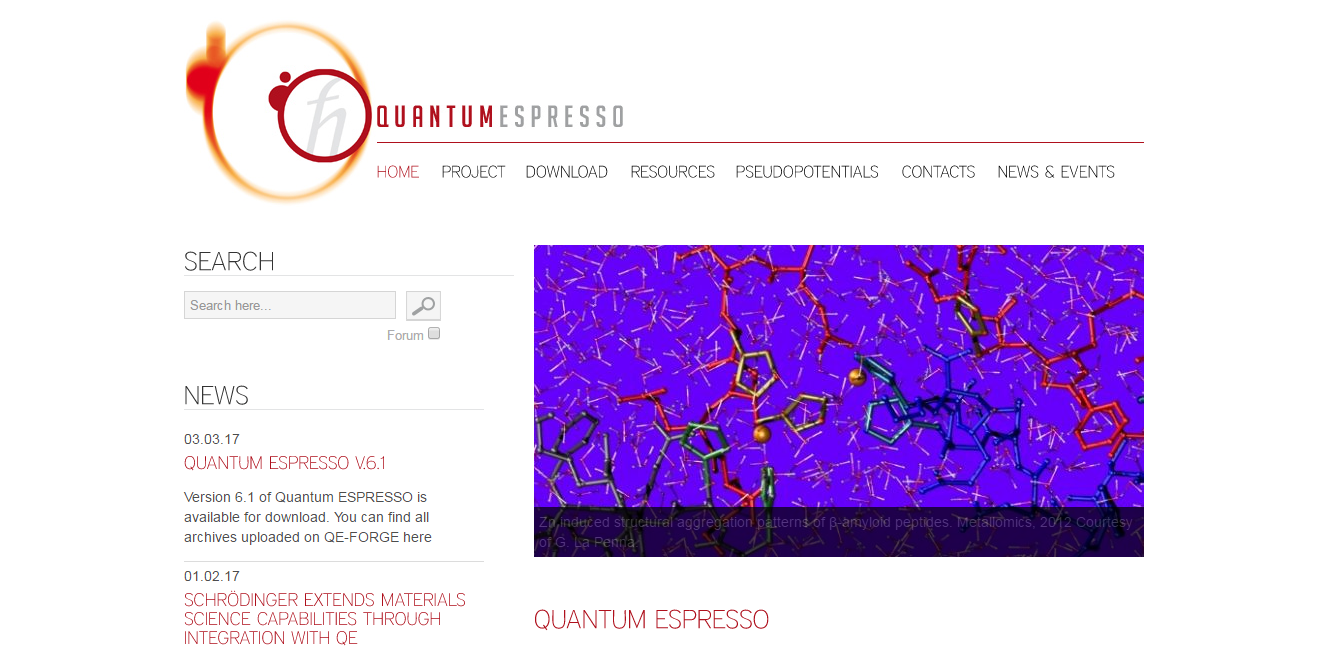 ħ
QUANTUMESPRESSO
HOME PROJECT DOWNLOAD RESOURCES PSEUDOPOTENTIALS CONTACTS NEWS & EVENTS
SEARCH
Search here...
Forum
NEWS
03.03.17
QUANTUM ESPRESSO V.6.1
Version 6.1 of Quantum ESPRESSO is
available for download. You can find all
archives uploaded on QE-FORGE here
01.02.17
SCHRÖDINGER EXTENDS MATERIALS
SCIENCE CAPABILITIES THROUGH
INTEGRATION WITH QE
Zn induced structural aggregation patterns of β-amyloid peptides. Metallomics, 2012 Courtesy
of G. La Penna
QUANTUM ESPRESSO